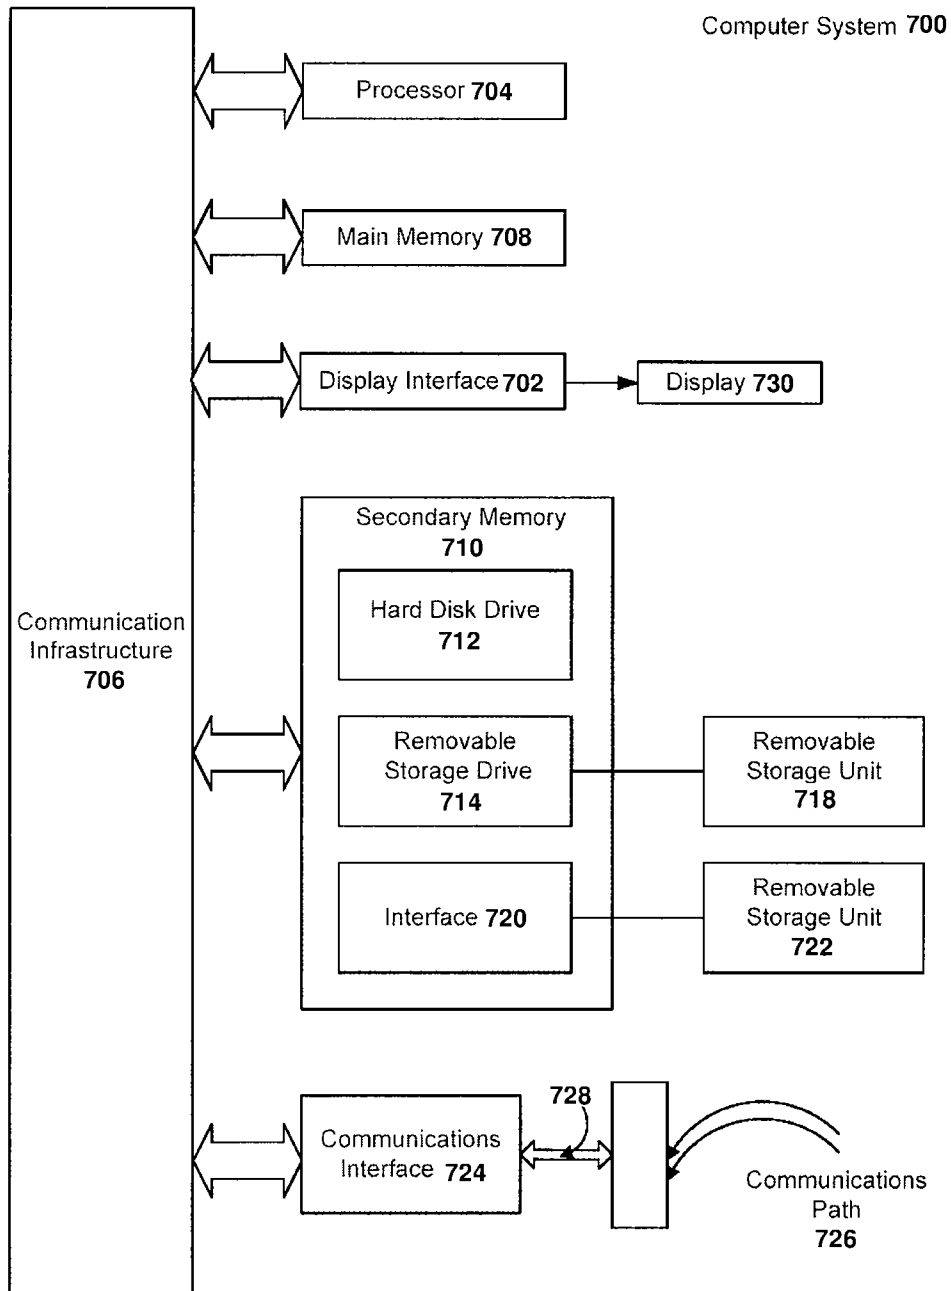 Computer System 700
Processor 704
Main Memory 708
Display Interface 702
Display 730
Secondary Memory
710
Hard Disk Drive
712
Communication
Infrastructure
706
Removable
Storage Drive
714
Removable
Storage Unit
718
Interface 720
Removable
Storage Unit
722
728
Communications
Interface 724
Communications
Path
726